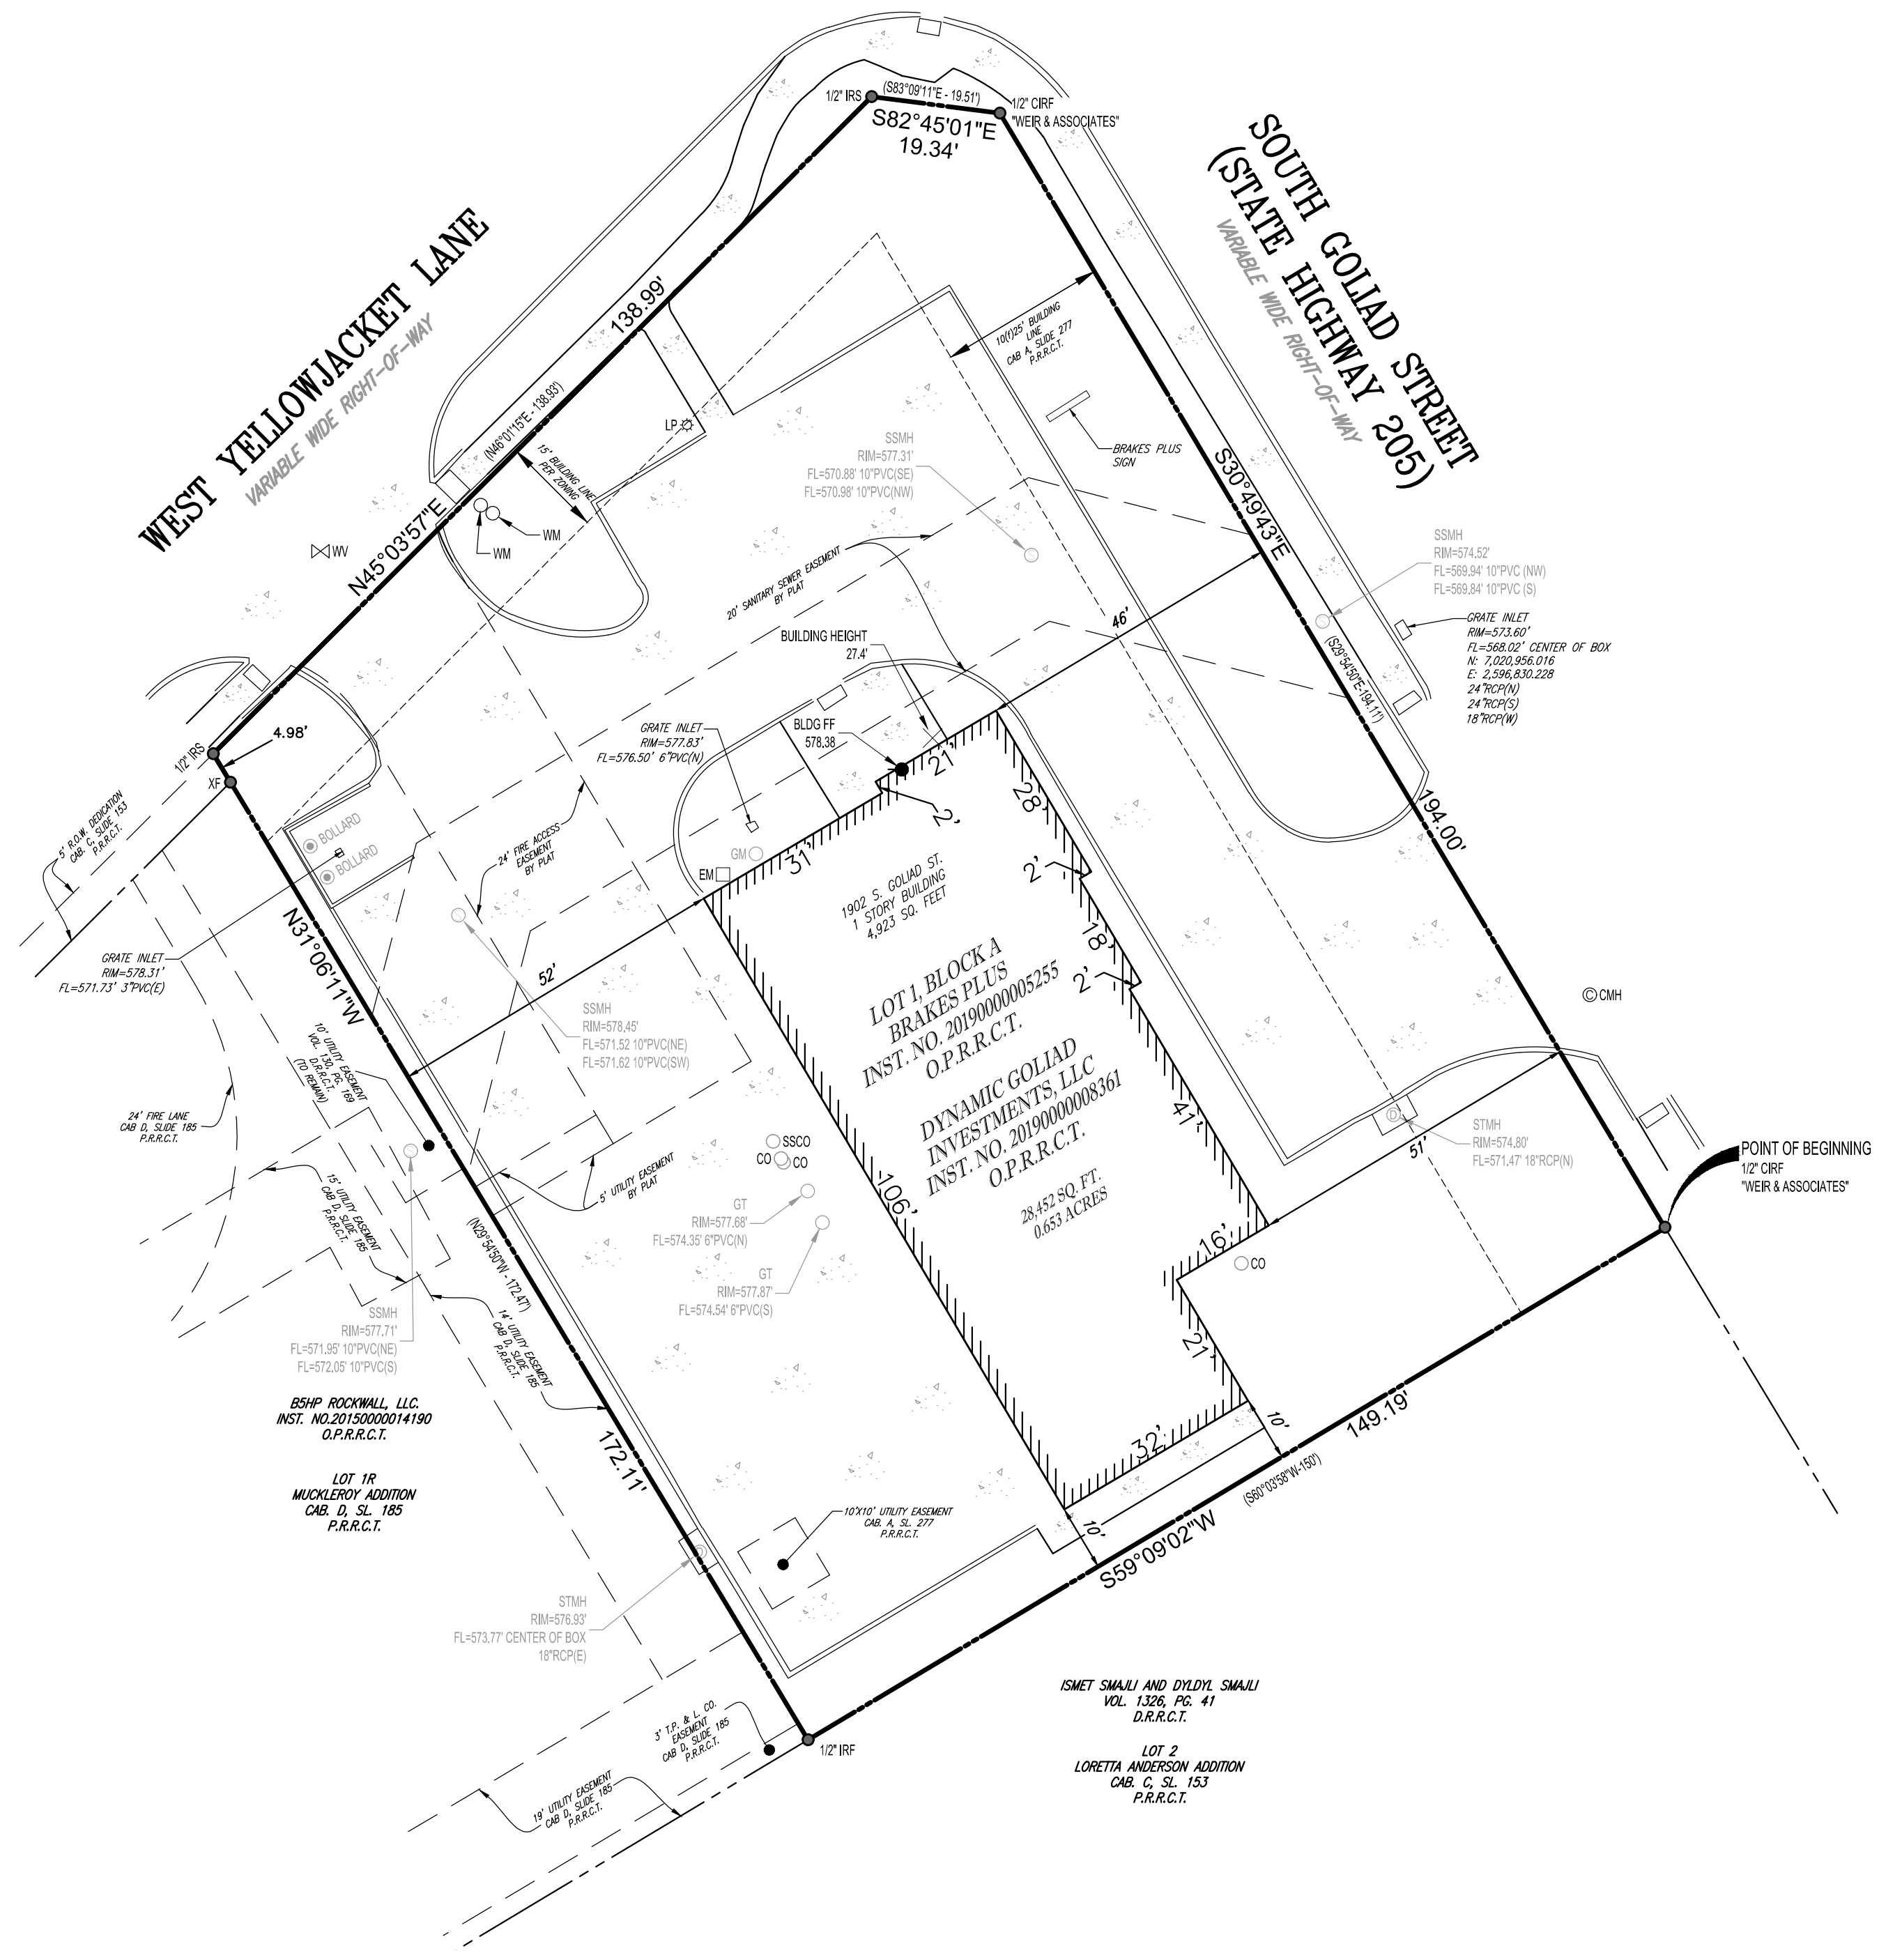 1/2" IRS
(S83°09'11"E - 19.51')
S82°45'01"E
19.34'
1/2" CIRF
"WEIR & ASSOCIATES"
SOUTH GOLIAD STREET
(STATE HIGHWAY 205)
VARIABLE WIDE RIGHT-OF-WAY
WEST YELLOWJACKET LANE
VARIABLE WIDE RIGHT-OF-WAY
138.99'
(N46°01'15"E - 138.93')
N45°03'57"E
10(f)25' BUILDING
LINE
CAB A, SLIDE 277
P.R.R.C.T.
LP
15' BUILDING LINE
PER ZONING
BRAKES PLUS
SIGN
SSMH
RIM=577.31'
FL=570.88' 10"PVC(SE)
FL=570.98' 10"PVC(NW)
S30°49'43"E
WM
WM
WV
SSMH
RIM=574.52'
FL=569.94' 10"PVC (NW)
FL=569.84' 10"PVC (S)
GRATE INLET
RIM=573.60'
FL=568.02' CENTER OF BOX
N: 7,020,956.016
E: 2,596,830.228
24"RCP(N)
24"RCP(S)
18"RCP(W)
20' SANITARY SEWER EASEMENT
BY PLAT
46'
BUILDING HEIGHT
27.4'
(S29°54'50"E-194.11')
GRATE INLET
RIM=577.83'
FL=576.50' 6"PVC(N)
BLDG FF
578.38
4.98'
1/2" IRS
XF
21'
2'
28'
194.00'
5' R.O.W. DEDICATION
CAB. C, SLIDE 153
P.R.R.C.T.
BOLLARD
BOLLARD
24' FIRE ACCESS
EASEMENT
BY PLAT
GM
EM
31'
2'
1902 S. GOLIAD ST.
1 STORY BUILDING
4,923 SQ. FEET
18'
2'
GRATE INLET
RIM=578.31'
FL=571.73' 3"PVC(E)
N31°06'11"W
52'
LOT 1, BLOCK A
BRAKES PLUS
INST. NO. 20190000005255
O.P.R.R.C.T.
CMH
SSMH
RIM=578.45'
FL=571.52 10"PVC(NE)
FL=571.62 10"PVC(SW)
10' UTILITY EASEMENT
VOL. 130, PG. 169
D.R.R.C.T.
(TO REMAIN)
DYNAMIC GOLIAD
INVESTMENTS, LLC
INST. NO. 20190000008361
O.P.R.R.C.T.
41'
24' FIRE LANE
CAB D, SLIDE 185
P.R.R.C.T.
D
STMH
RIM=574.80'
FL=571.47' 18"RCP(N)
51'
POINT OF BEGINNING
1/2" CIRF
"WEIR & ASSOCIATES"
SSCO
CO
CO
5' UTILITY EASEMENT
BY PLAT
106'
28,452 SQ. FT.
0.653 ACRES
15' UTILITY EASEMENT
CAB D, SLIDE 185
P.R.R.C.T.
GT
RIM=577.68'
FL=574.35' 6"PVC(N)
(N29°54'50"W - 172.47')
16'
CO
GT
RIM=577.87'
FL=574.54' 6"PVC(S)
SSMH
RIM=577.71'
FL=571.95' 10"PVC(NE)
FL=572.05' 10"PVC(S)
14' UTILITY EASEMENT
CAB D, SLIDE 185
P.R.R.C.T.
21'
B5HP ROCKWALL, LLC.
INST. NO.20150000014190
O.P.R.R.C.T.
10'
149.19'
172.11'
32'
(S60°03'58"W-150')
LOT 1R
MUCKLEROY ADDITION
CAB. D, SL. 185
P.R.R.C.T.
10'X10' UTILITY EASEMENT
CAB. A, SL. 277
P.R.R.C.T.
10'
S59°09'02"W
STMH
RIM=576.93'
FL=573.77' CENTER OF BOX
18"RCP(E)
ISMET SMAJLI AND DYLDYL SMAJLI
VOL. 1326, PG. 41
D.R.R.C.T.
3' T.P. & L. CO.
EASEMENT
CAB D, SLIDE 185
P.R.R.C.T.
1/2" IRF
LOT 2
LORETTA ANDERSON ADDITION
CAB. C, SL. 153
P.R.R.C.T.
19' UTILITY EASEMENT
CAB D, SLIDE 185
P.R.R.C.T.